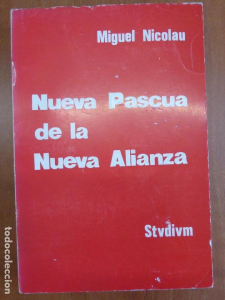 Miguel Nicolau
Nueva Pascua
de la
Nueva Alianza
Stvdivm
todocoleccion